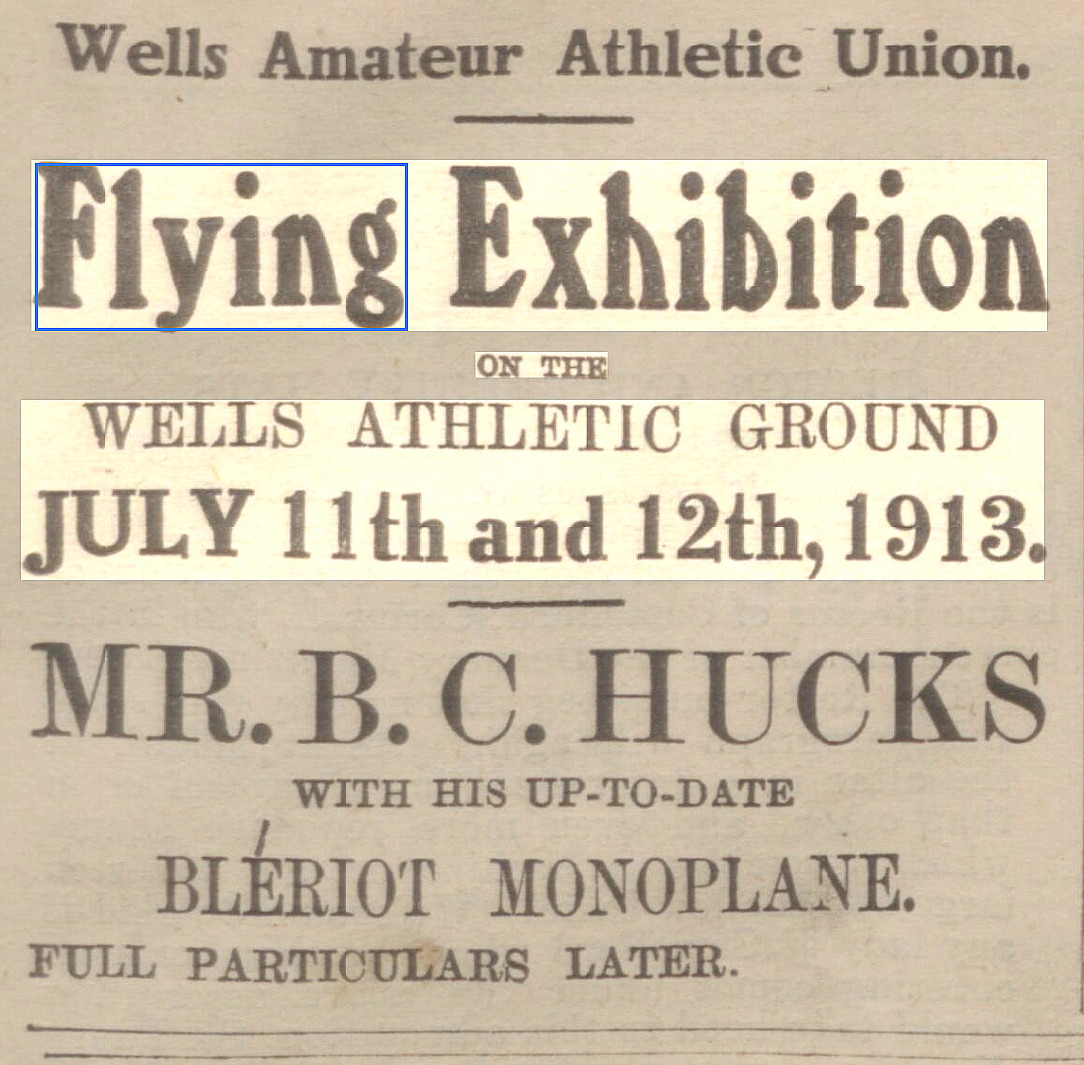 Wells Amateur Athletic Union.
Flying Exhibition
ON THE
WELLS ATHLETIC GROUND
JULY 11th and 12th, 1913.
MR. B. C. HUCKS
WITH HIS UP-TO-DATE
BLÉRIOT MONOPLANE.
FULL PARTICULARS LATER.